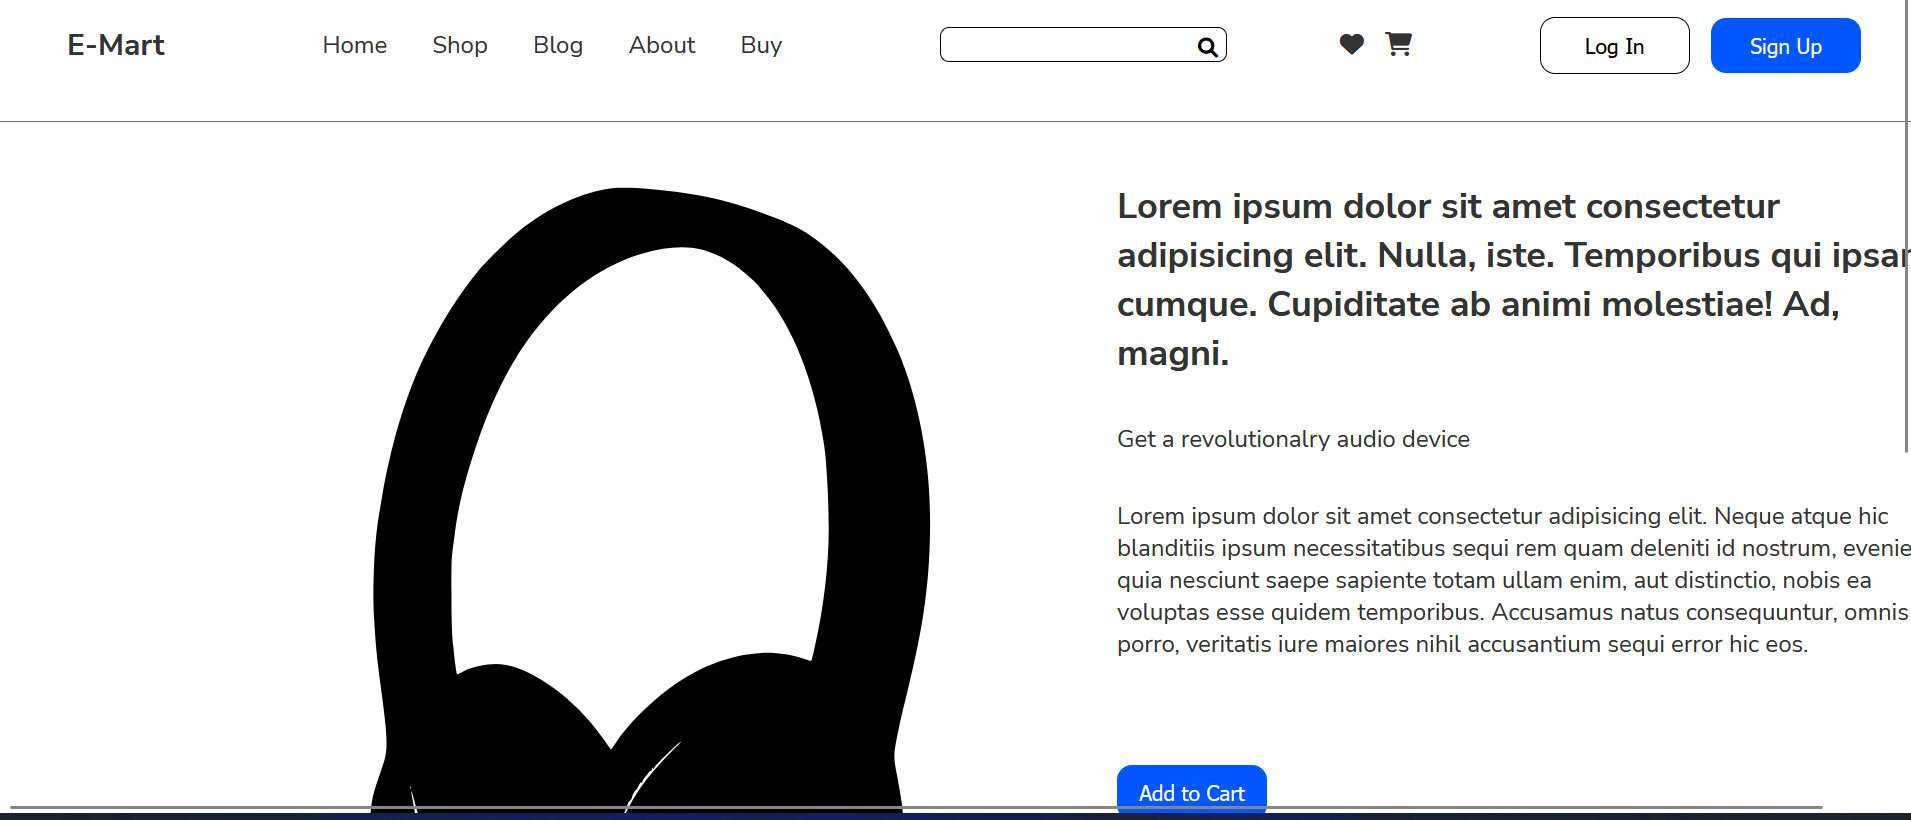 E-Mart Home Shop Blog About Buy Log In Sign Up
Lorem ipsum dolor sit amet consectetur
adipisicing elit. Nulla, iste. Temporibus qui
cumque. Cupiditate ab animi molestiae! Ad,
magni.
Get a revolutionalry audio device
Lorem ipsum dolor sit amet consectetur adipisicing elit. Neque atque hic
blanditiis ipsum necessitatibus sequi rem quam deleniti id nostrum, evenie
quia nesciunt saepe sapiente totam ullam enim, aut distinctio, nobis ea
voluptas esse quidem temporibus. Accusamus natus consequuntur, omnis
porro, veritatis iure maiores nihil accusantium sequi error hic eos.
Add to Cart